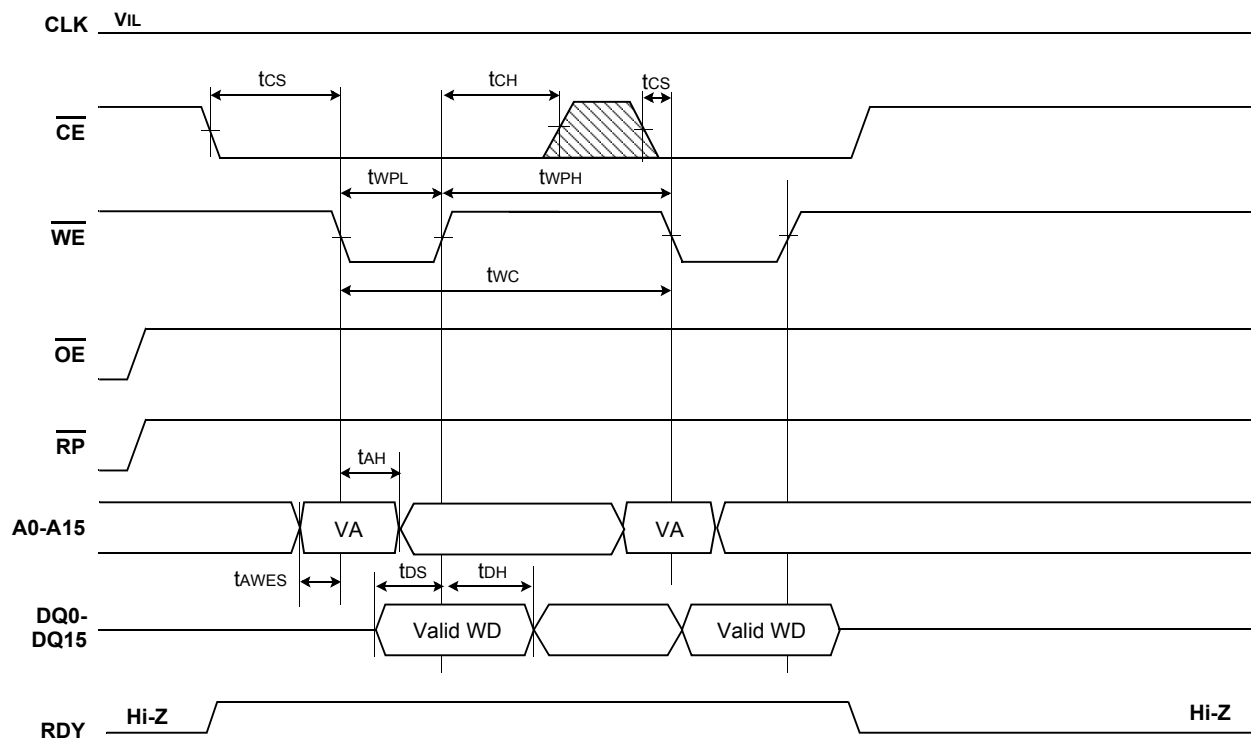 CLK VIL
tCS tCH tCS
CE
tWPL tWPH
WE
tWC
OE
RP
tAH
A0-A15 VA VA
tAWES tDS tDH
DQ0-
DQ15 Valid WD Valid WD
Hi-Z Hi-Z
RDY